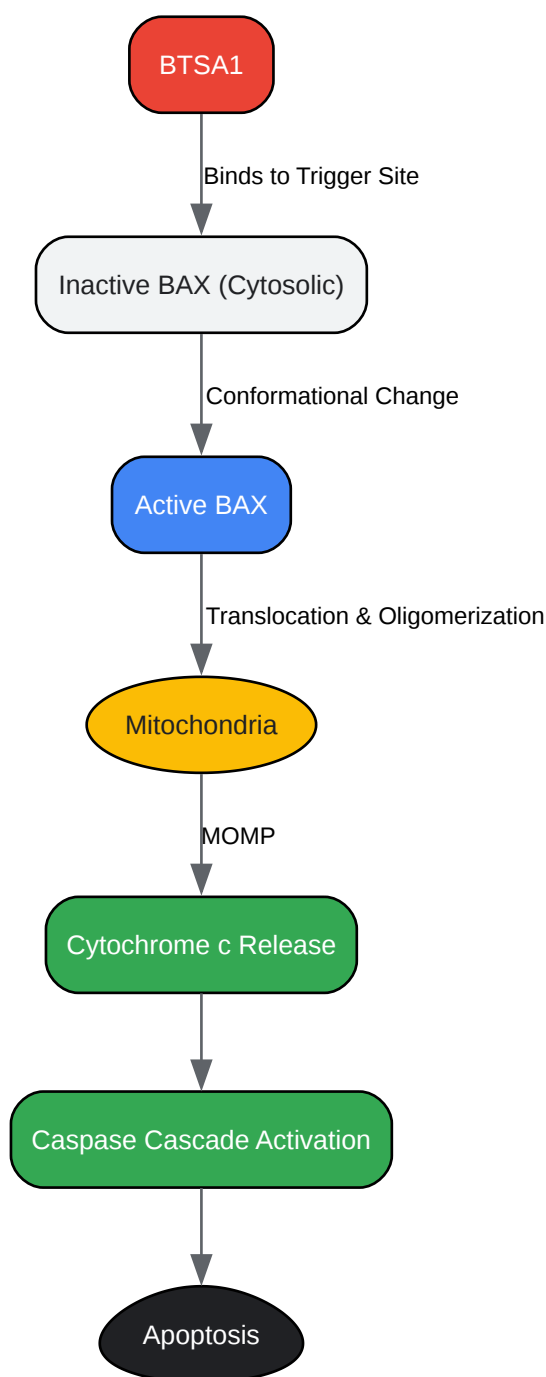 BTSA1
Binds to Trigger Site
Inactive BAX (Cytosolic)
Conformational Change
Active BAX
Translocation & Oligomerization
Mitochondria
MOMP
Cytochrome c Release
Caspase Cascade Activation
Apoptosis